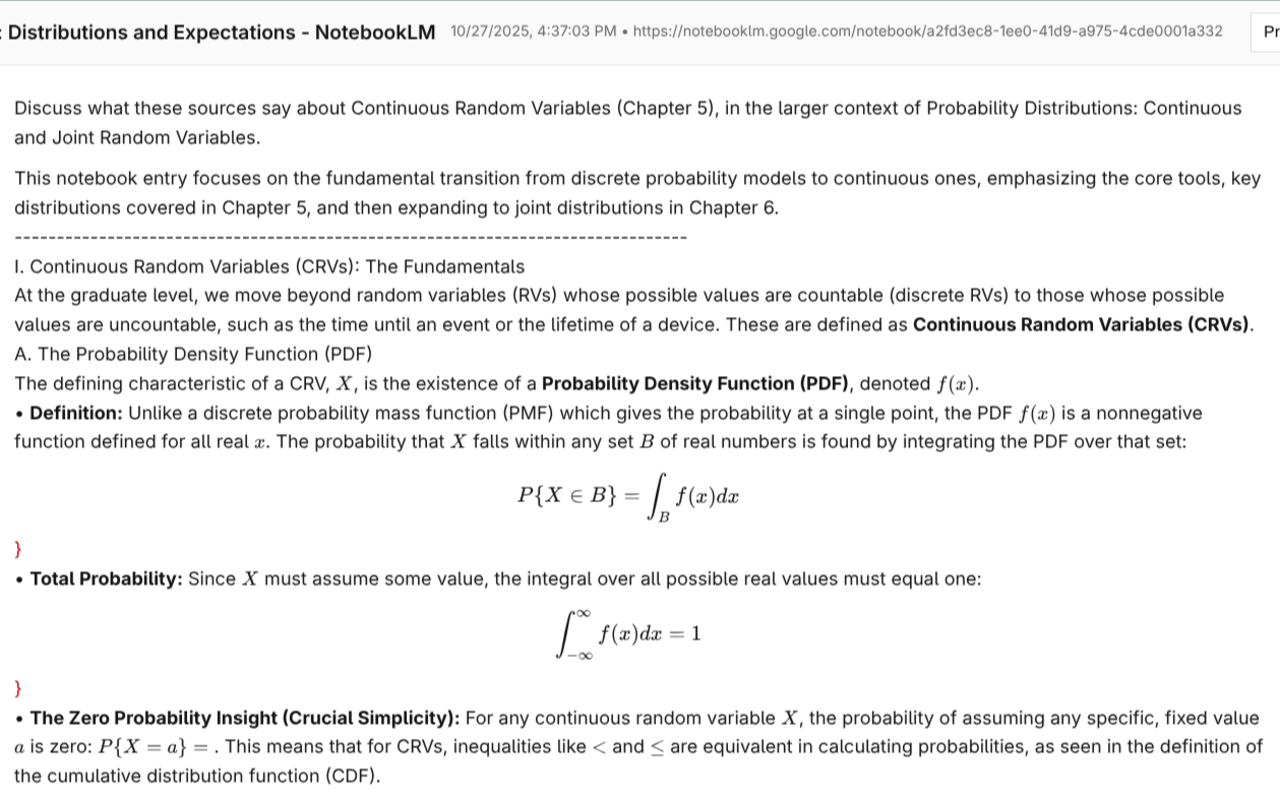 : Distributions and Expectations - NotebookLM 10/27/2025, 4:37:03 PM • https://notebooklm.google.com/notebook/a2fd3ec8-1ee0-41d9-a975-4cde0001a332 Pr
Discuss what these sources say about Continuous Random Variables (Chapter 5), in the larger context of Probability Distributions: Continuous
and Joint Random Variables.
This notebook entry focuses on the fundamental transition from discrete probability models to continuous ones, emphasizing the core tools, key
distributions covered in Chapter 5, and then expanding to joint distributions in Chapter 6.
--------------------------------------------------------------------------------
I. Continuous Random Variables (CRVs): The Fundamentals
At the graduate level, we move beyond random variables (RVs) whose possible values are countable (discrete RVs) to those whose possible
values are uncountable, such as the time until an event or the lifetime of a device. These are defined as Continuous Random Variables (CRVs).
A. The Probability Density Function (PDF)
The defining characteristic of a CRV, X, is the existence of a Probability Density Function (PDF), denoted f(x).
• Definition: Unlike a discrete probability mass function (PMF) which gives the probability at a single point, the PDF f(x) is a nonnegative
function defined for all real x. The probability that X falls within any set B of real numbers is found by integrating the PDF over that set:
P{X ∈ B} = ∫_B f(x)dx
}
• Total Probability: Since X must assume some value, the integral over all possible real values must equal one:
∫_{-∞}^{∞} f(x)dx = 1
}
• The Zero Probability Insight (Crucial Simplicity): For any continuous random variable X, the probability of assuming any specific, fixed value
a is zero: P{X = a} = . This means that for CRVs, inequalities like < and ≤ are equivalent in calculating probabilities, as seen in the definition of
the cumulative distribution function (CDF).